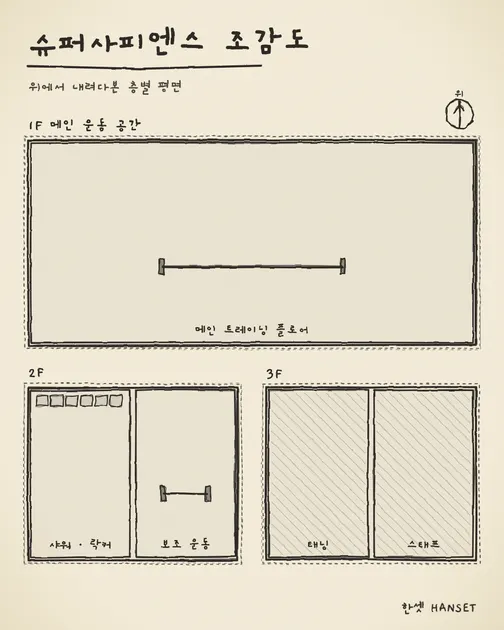 슈퍼사피엔스 조감도
위에서 내려다본 층별 평면
위
1F 메인 운동 공간
메인 트레이닝 플로어
2F
3F
샤워 · 락커
보조 운동
태닝
스태프
한셋 HANSET